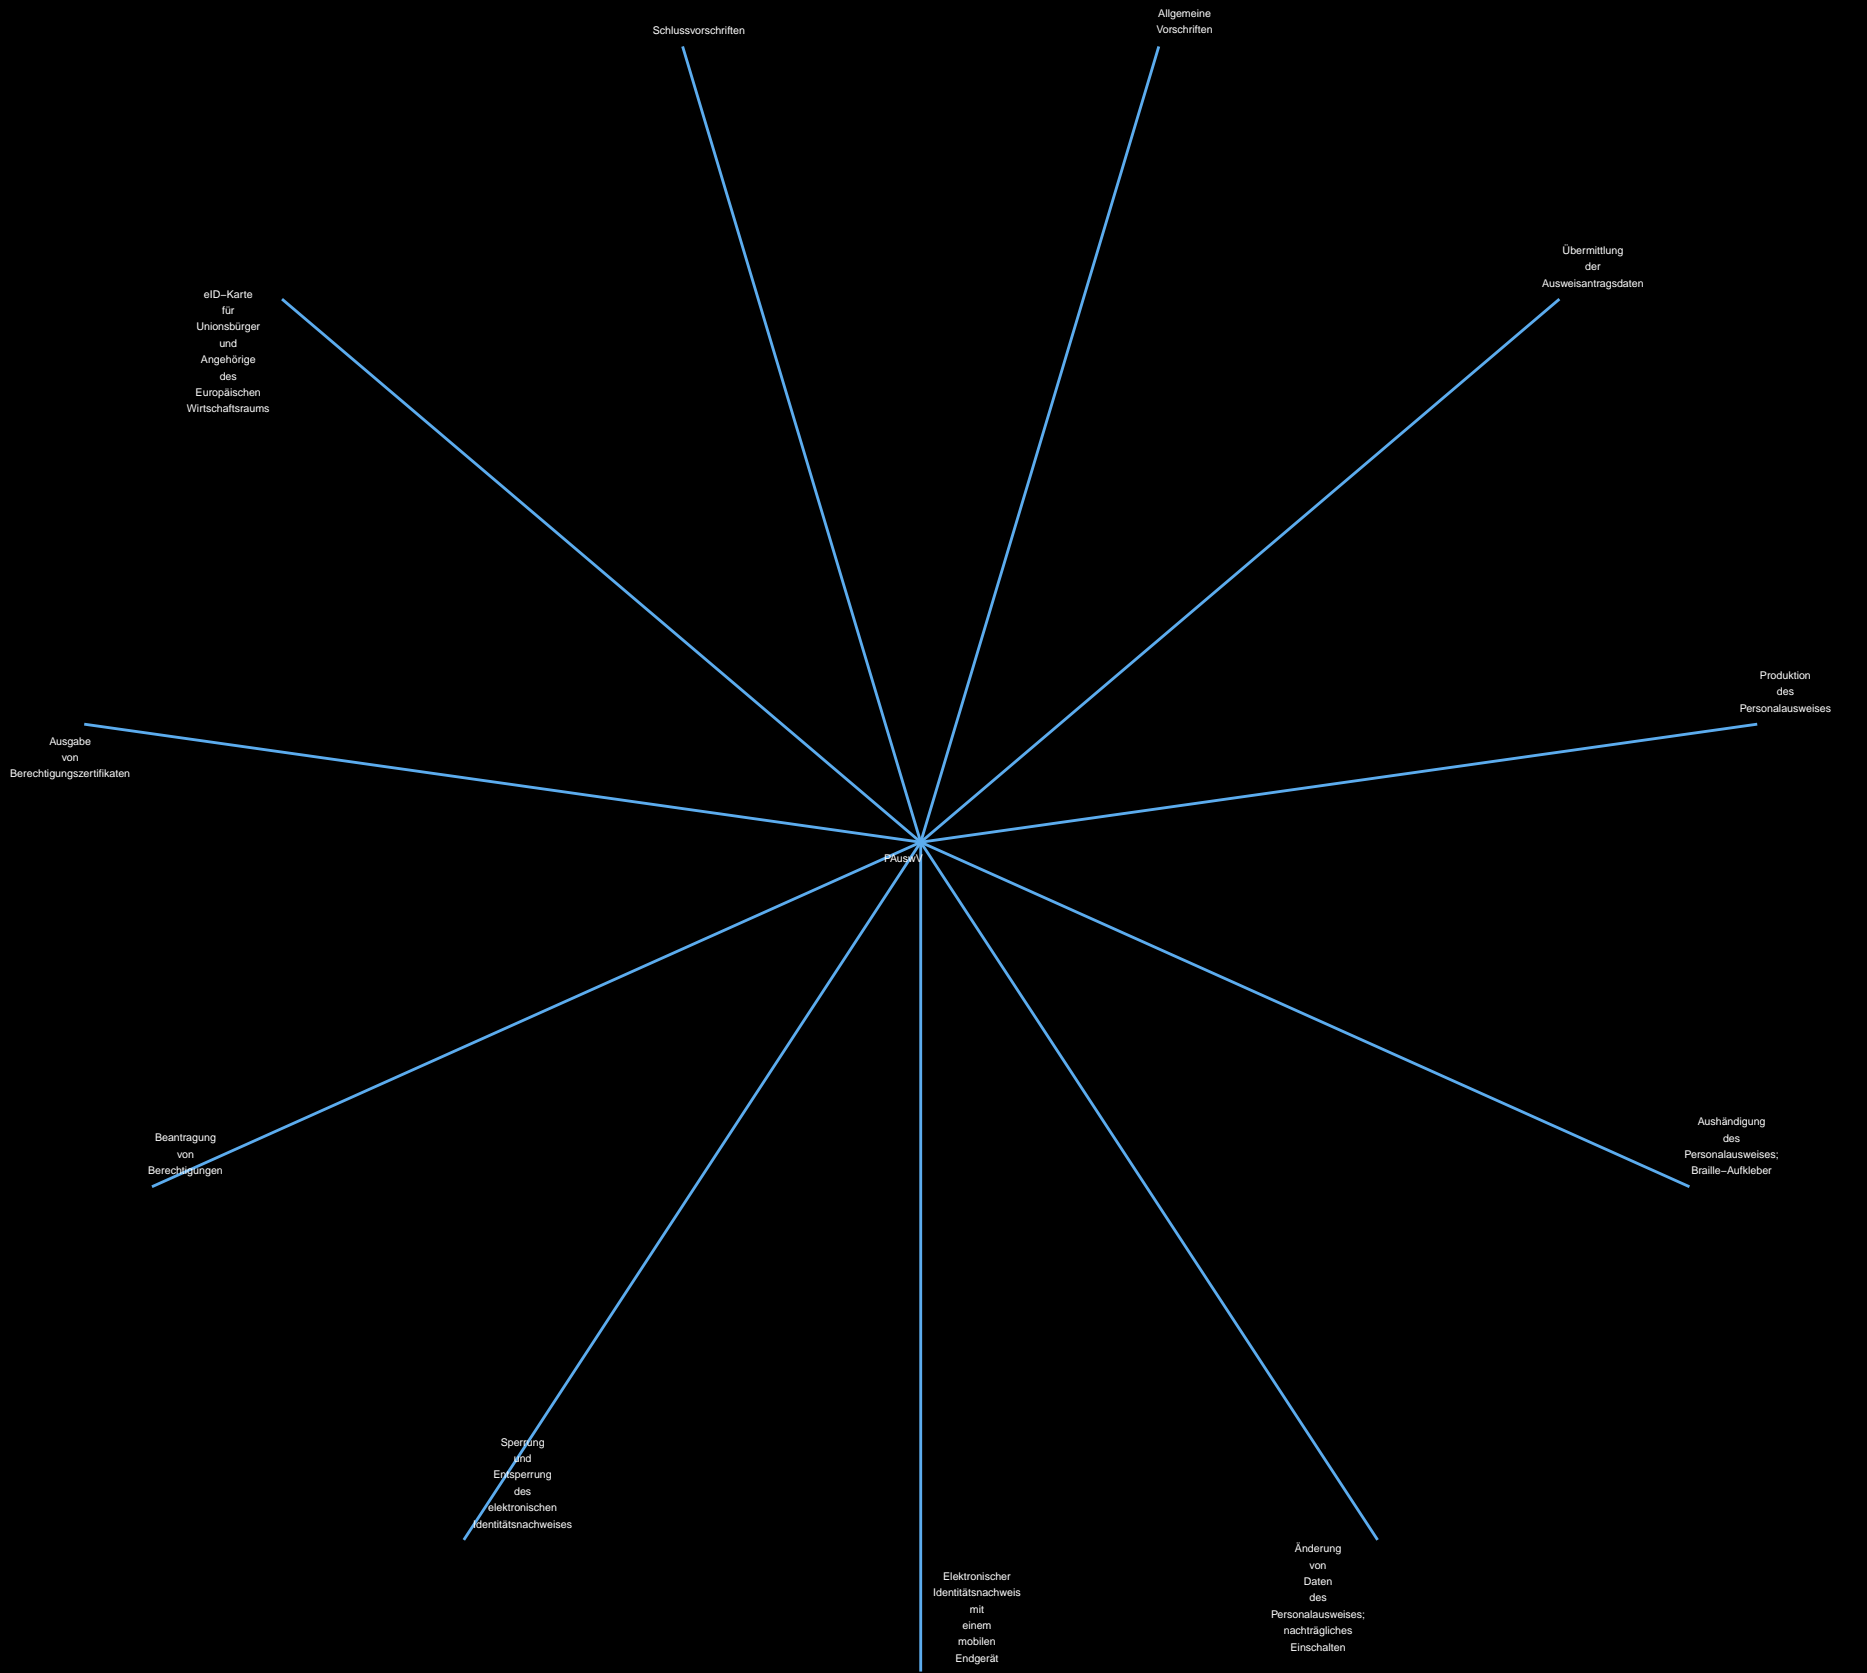 Allgemeine
Vorschriften
Schlussvorschriften
Übermittlung
der
Ausweisantragsdaten
eID–Karte
für
Unionsbürger
und
Angehörige
des
Europäischen
Wirtschaftsraums
Produktion
des
Personalausweises
Ausgabe
von
Berechtigungszertifikaten
PAuswV
Aushändigung
des
Personalausweises;
Braille–Aufkleber
Beantragung
von
Berechtigungen
Sperrung
und
Entsperrung
des
elektronischen
Identitätsnachweises
Änderung
von
Daten
des
Personalausweises;
nachträgliches
Einschalten
Elektronischer
Identitätsnachweis
mit
einem
mobilen
Endgerät